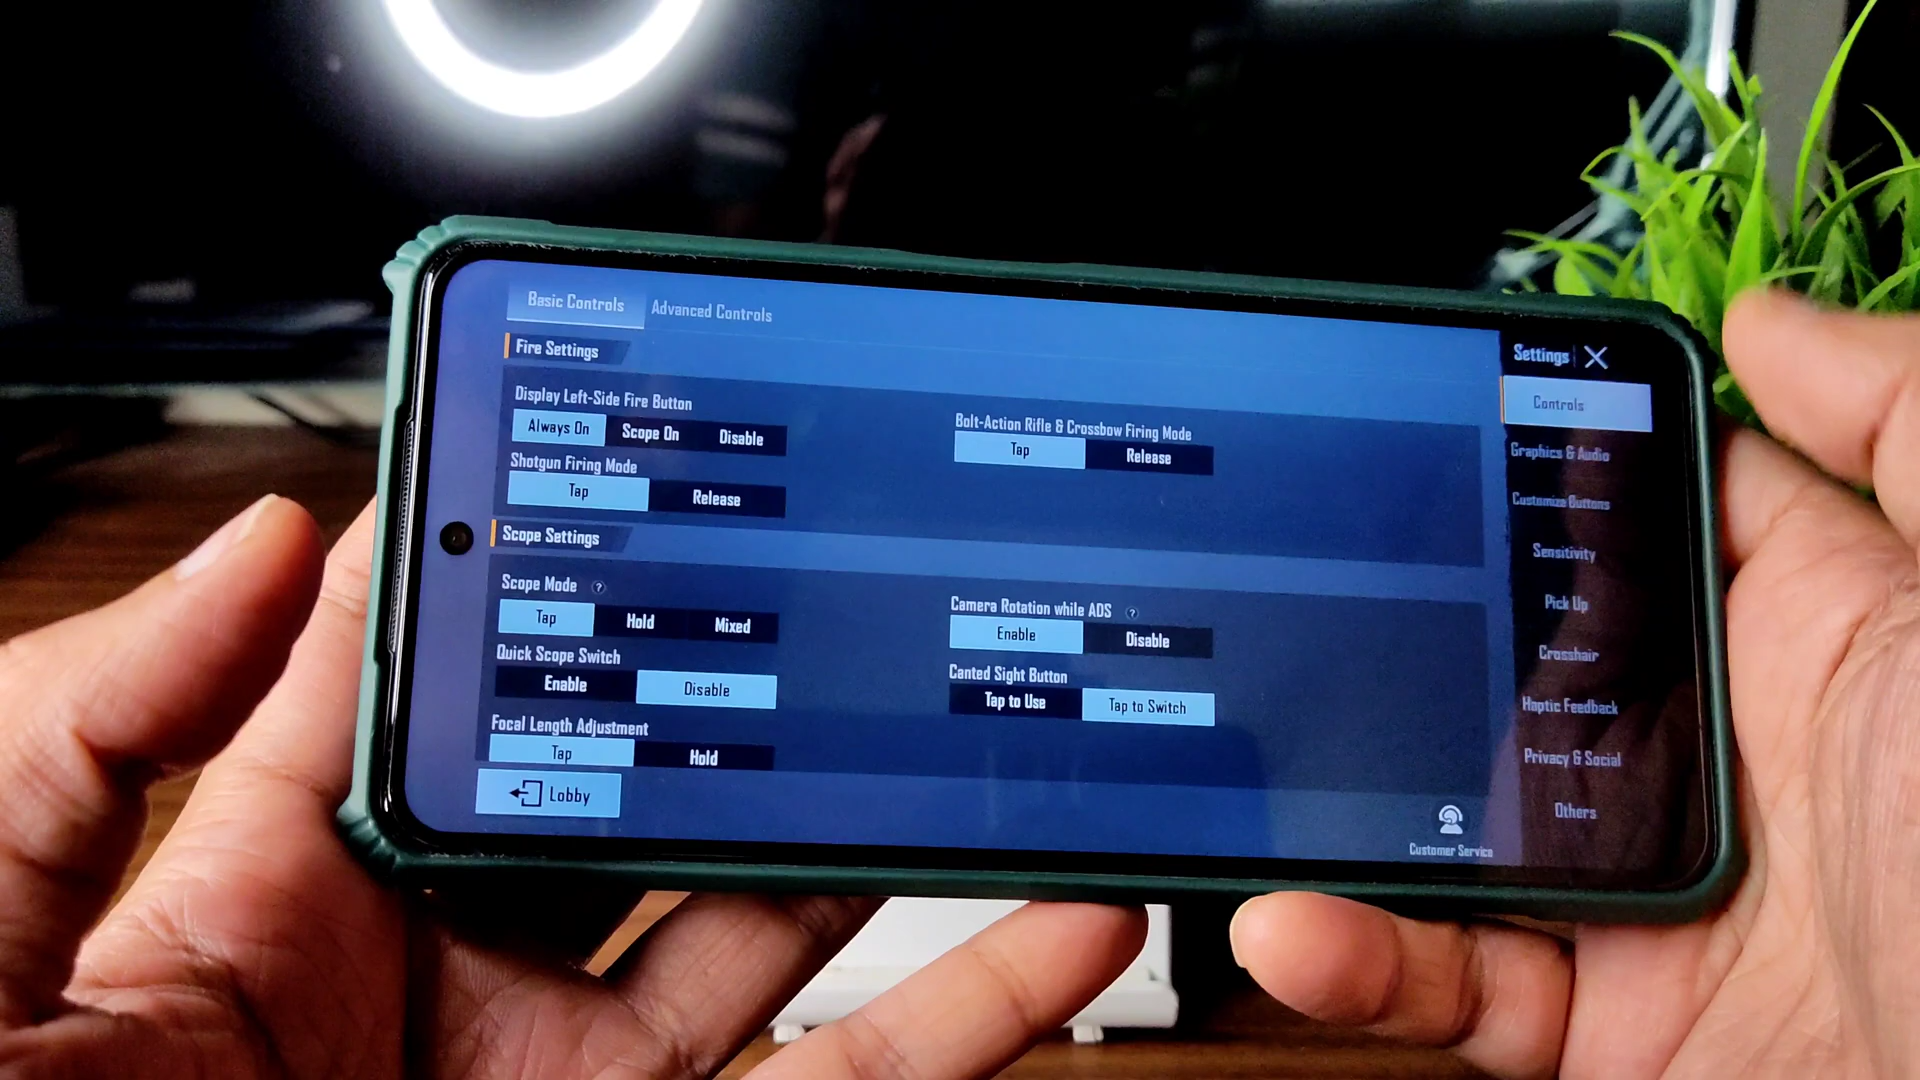 Basic Controls Advanced Controls
Settings
Fire Settings
Display Left-Side Fire Button
Always On Scope On Disable
Bolt-Action Rifle & Crossbow Firing Mode
Tap Release
Shotgun Firing Mode
Tap Release
Scope Settings
Scope Mode ?
Tap Hold Mixed
Camera Rotation while ADS ?
Enable Disable
Quick Scope Switch
Enable Disable
Canted Sight Button
Tap to Use Tap to Switch
Focal Length Adjustment
Tap Hold
Lobby
Customer Service
Controls
Graphics & Audio
Customize Buttons
Sensitivity
Pick Up
Crosshair
Haptic Feedback
Privacy & Social
Others